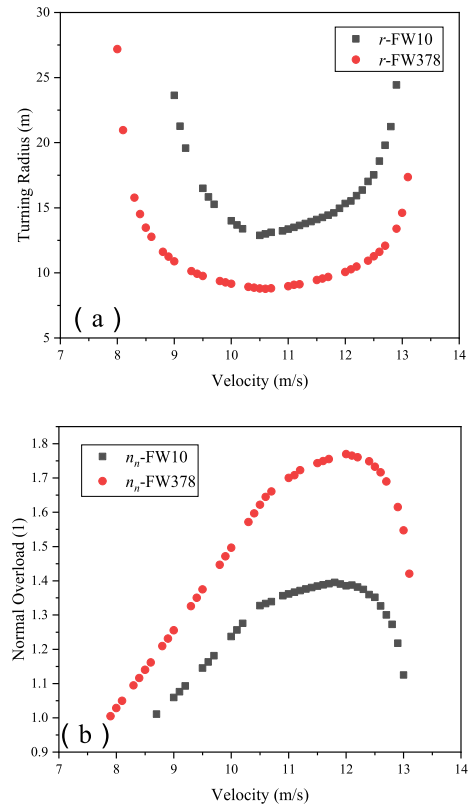 30
25
20
15
10
5
Turning Radius (m)
r-FW10
r-FW378
( a )
7 8 9 10 11 12 13 14
Velocity (m/s)
1.8
1.7
1.6
1.5
1.4
1.3
1.2
1.1
1.0
0.9
Normal Overload (1)
nn-FW10
nn-FW378
( b )
7 8 9 10 11 12 13 14
Velocity (m/s)